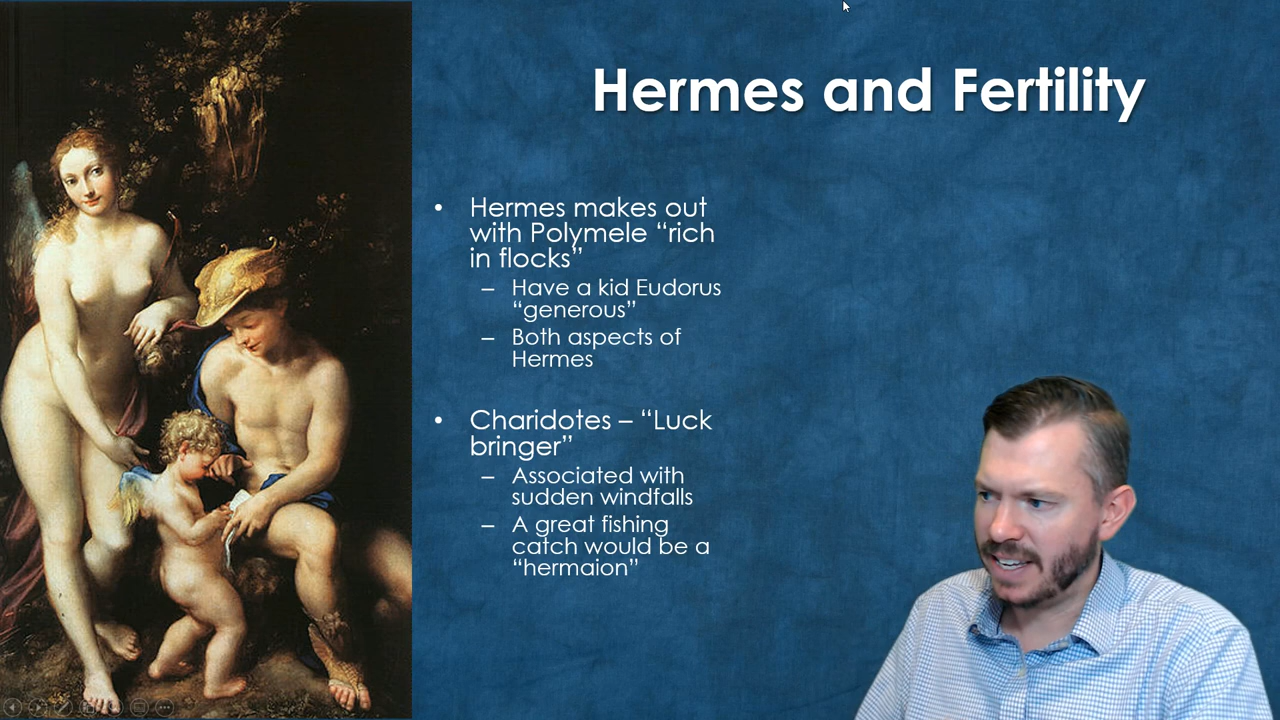 Hermes and Fertility
• Hermes makes out
with Polymele “rich
in flocks”
– Have a kid Eudorus
“generous”
– Both aspects of
Hermes
• Charidotes – “Luck
bringer”
– Associated with
sudden windfalls
– A great fishing
catch would be a
“hermaion”